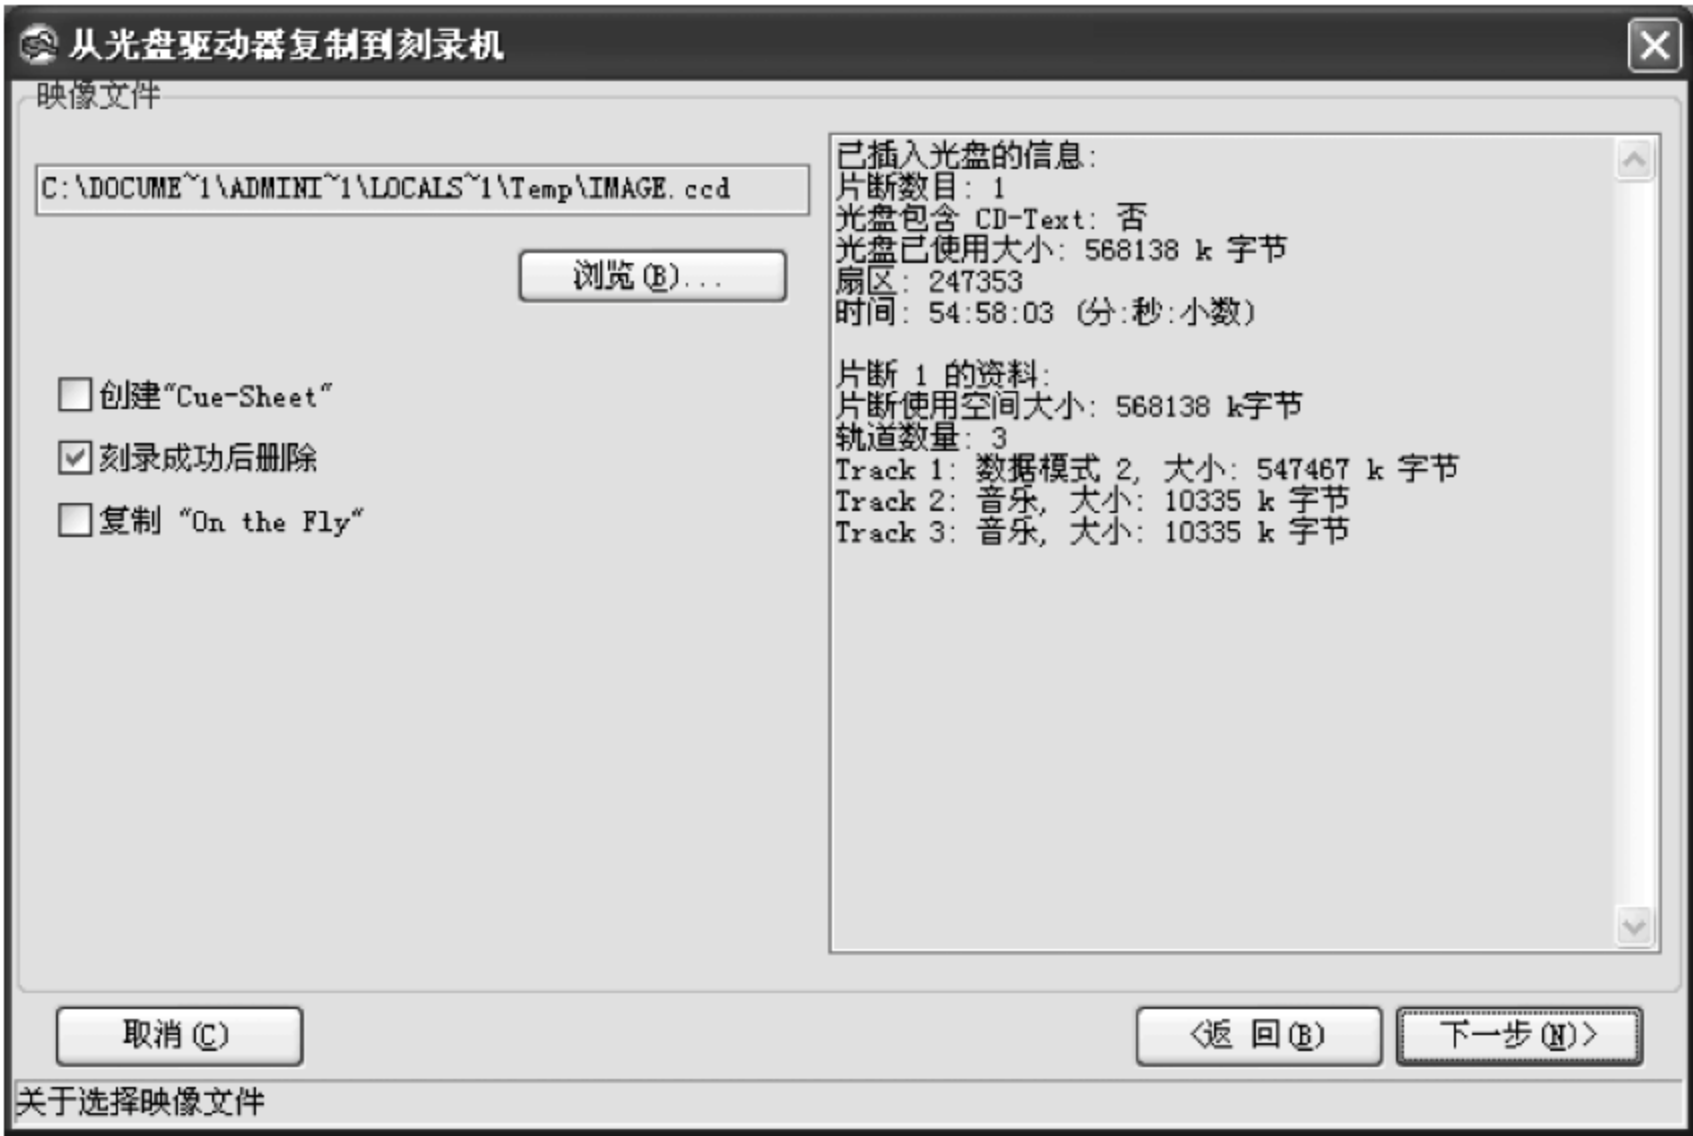 从光盘驱动器复制到刻录机
映像文件
C:\DOCUME~1\ADMINI~1\LOCALS~1\Temp\IMAGE.ccd
浏览(B)...
创建"Cue-Sheet"
刻录成功后删除
复制 "On the Fly"
已插入光盘的信息:
片断数目: 1
光盘包含 CD-Text: 否
光盘已使用大小: 568138 k 字节
扇区: 247353
时间: 54:58:03 (分:秒:小数)
片断 1 的资料:
片断使用空间大小: 568138 k字节
轨道数量: 3
Track 1: 数据模式 2, 大小: 547467 k 字节
Track 2: 音乐, 大小: 10335 k 字节
Track 3: 音乐, 大小: 10335 k 字节
取消(C)
<返 回(B)
下一步(N)>
关于选择映像文件